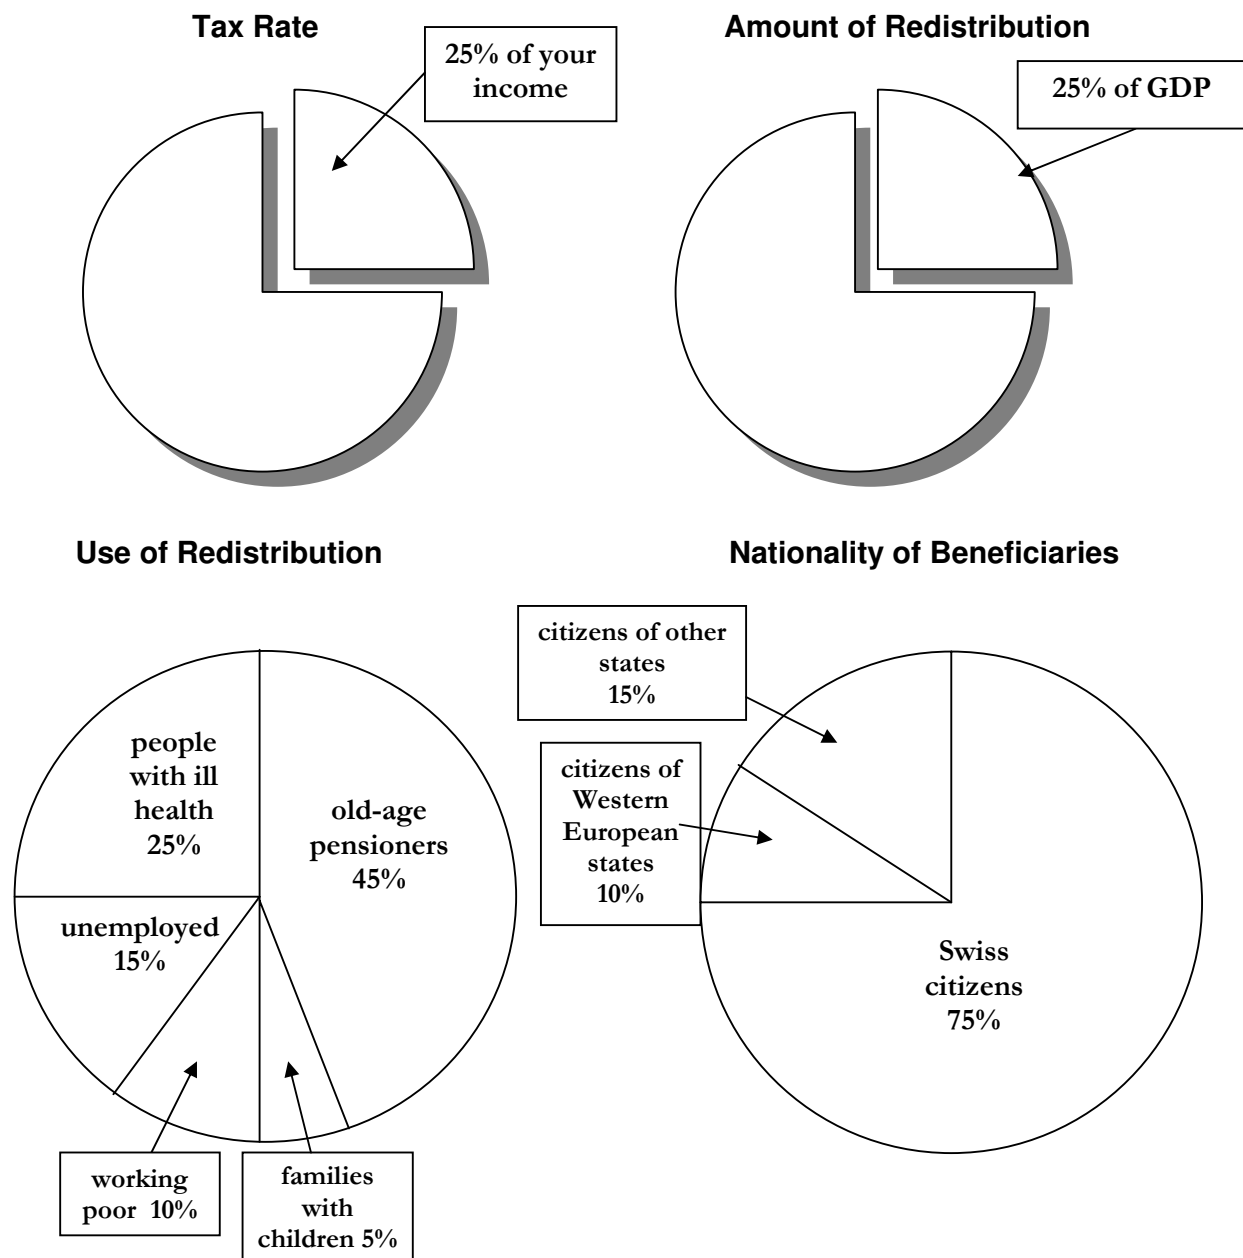 Tax Rate
25% of your
income
Amount of Redistribution
25% of GDP
Use of Redistribution
people
with ill
health
25%
old-age
pensioners
45%
unemployed
15%
working
poor 10%
families
with
children 5%
Nationality of Beneficiaries
citizens of other
states
15%
citizens of
Western
European
states
10%
Swiss
citizens
75%